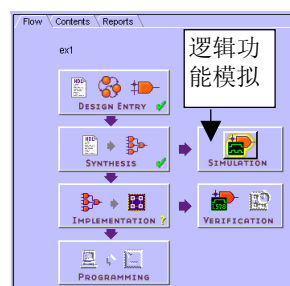 Flow Contents Reports
ex1
逻辑功
能模拟
DESIGN ENTRY
SYNTHESIS
SIMULATION
IMPLEMENTATION ?
VERIFICATION
PROGRAMMING